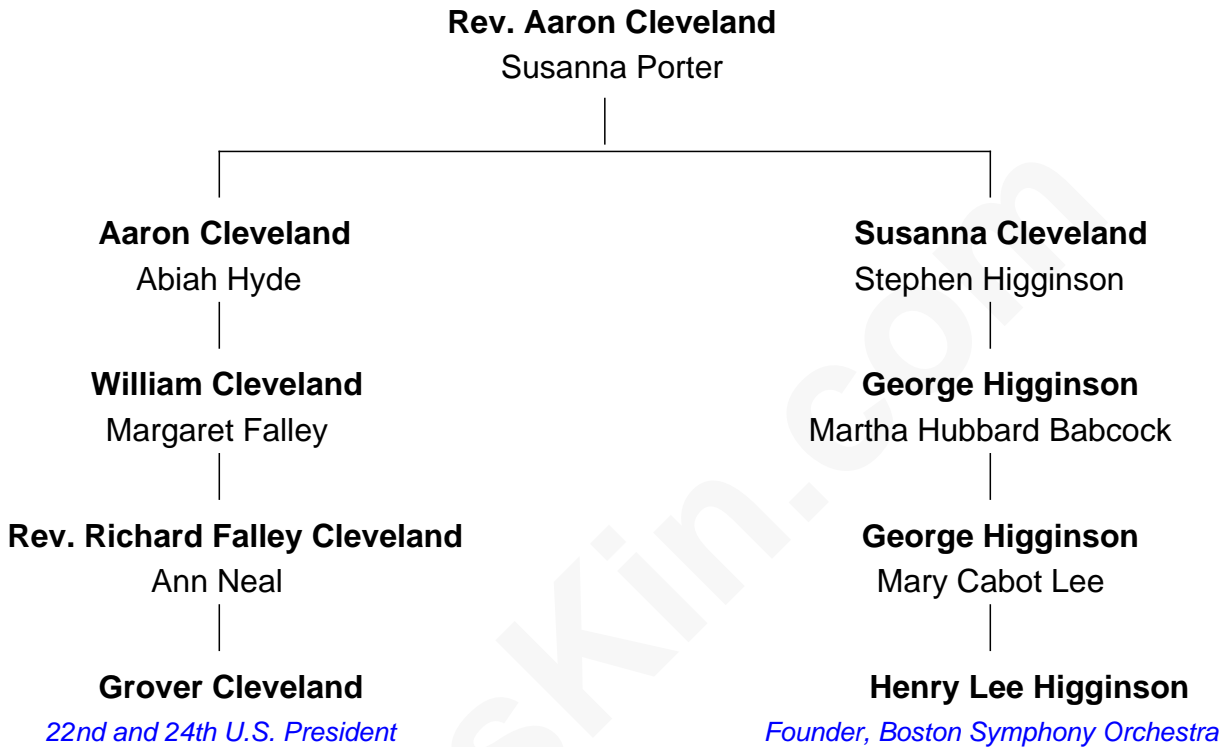 Rev. Aaron Cleveland
Susanna Porter
Aaron Cleveland
Abiah Hyde
Susanna Cleveland
Stephen Higginson
William Cleveland
Margaret Falley
George Higginson
Martha Hubbard Babcock
Rev. Richard Falley Cleveland
Ann Neal
George Higginson
Mary Cabot Lee
Grover Cleveland
22nd and 24th U.S. President
Henry Lee Higginson
Founder, Boston Symphony Orchestra
sKin.com